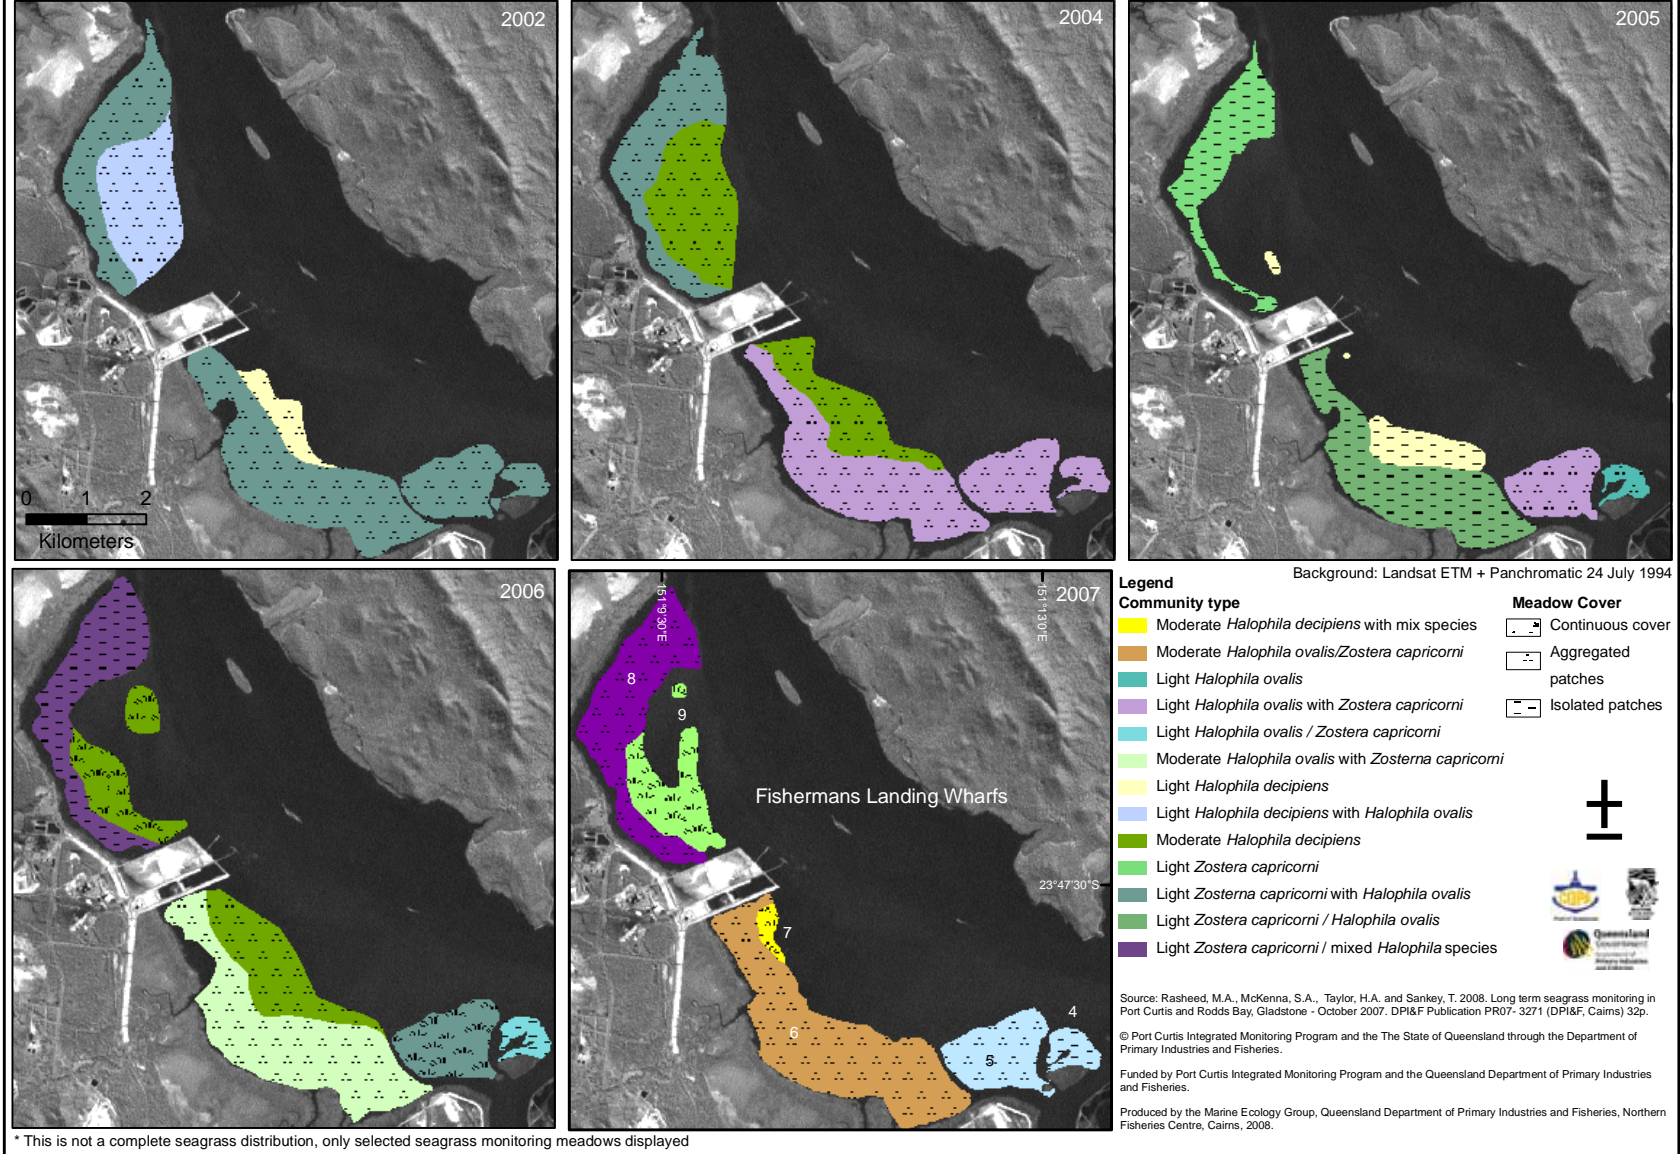 2002
2004
2005
0 1 2
Kilometers
2006
2007
151°9'30"E
151°13'0"E
8
9
Fishermans Landing Wharfs
23°47'30"S
7
6
4
5
Background: Landsat ETM + Panchromatic 24 July 1994
Legend
Community type
Moderate Halophila decipiens with mix species
Moderate Halophila ovalis/Zostera capricorni
Light Halophila ovalis
Light Halophila ovalis with Zostera capricorni
Light Halophila ovalis / Zostera capricorni
Moderate Halophila ovalis with Zosterna capricorni
Light Halophila decipiens
Light Halophila decipiens with Halophila ovalis
Moderate Halophila decipiens
Light Zostera capricorni
Light Zosterna capricorni with Halophila ovalis
Light Zostera capricorni / Halophila ovalis
Light Zostera capricorni / mixed Halophila species
Meadow Cover
Continuous cover
Aggregated
patches
Isolated patches
Queensland
Government
Source: Rasheed, M.A., McKenna, S.A., Taylor, H.A. and Sankey, T. 2008. Long term seagrass monitoring in
Port Curtis and Rodds Bay, Gladstone - October 2007. DPI&F Publication PR07- 3271 (DPI&F, Cairns) 32p.
© Port Curtis Integrated Monitoring Program and the The State of Queensland through the Department of
Primary Industries and Fisheries.
Funded by Port Curtis Integrated Monitoring Program and the Queensland Department of Primary Industries
and Fisheries.
Produced by the Marine Ecology Group, Queensland Department of Primary Industries and Fisheries, Northern
Fisheries Centre, Cairns, 2008.
* This is not a complete seagrass distribution, only selected seagrass monitoring meadows displayed